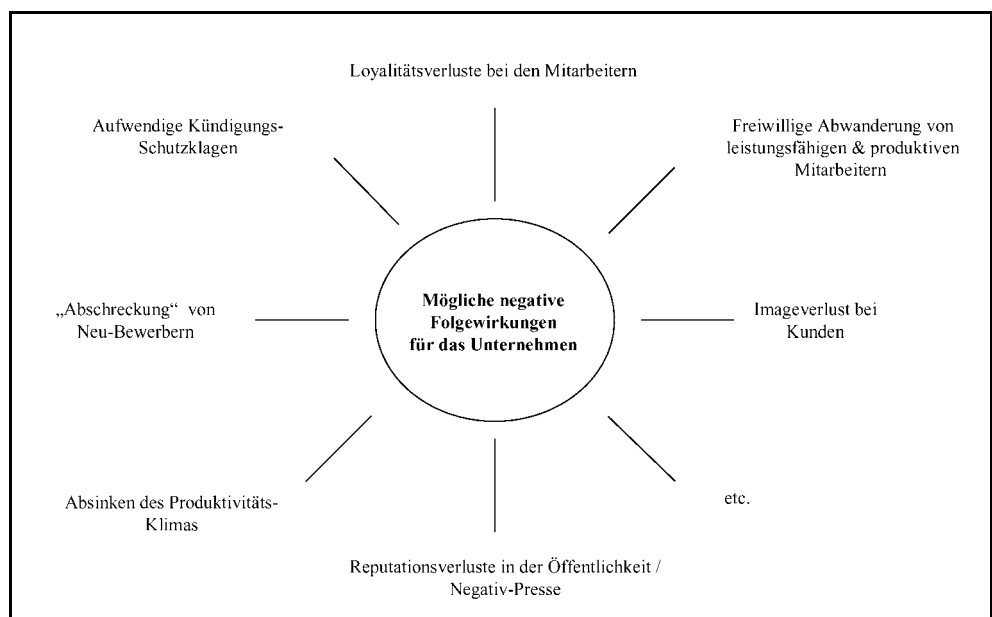 Loyalitätsverluste bei den Mitarbeitern
Aufwendige Kündigungs-
Schutzklagen
Freiwillige Abwanderung von
leistungsfähigen & produktiven
Mitarbeitern
„Abschreckung“ von
Neu-Bewerbern
Mögliche negative
Folgewirkungen
für das Unternehmen
Imageverlust bei
Kunden
Absinken des Produktivitäts-
Klimas
etc.
Reputationsverluste in der Öffentlichkeit /
Negativ-Presse